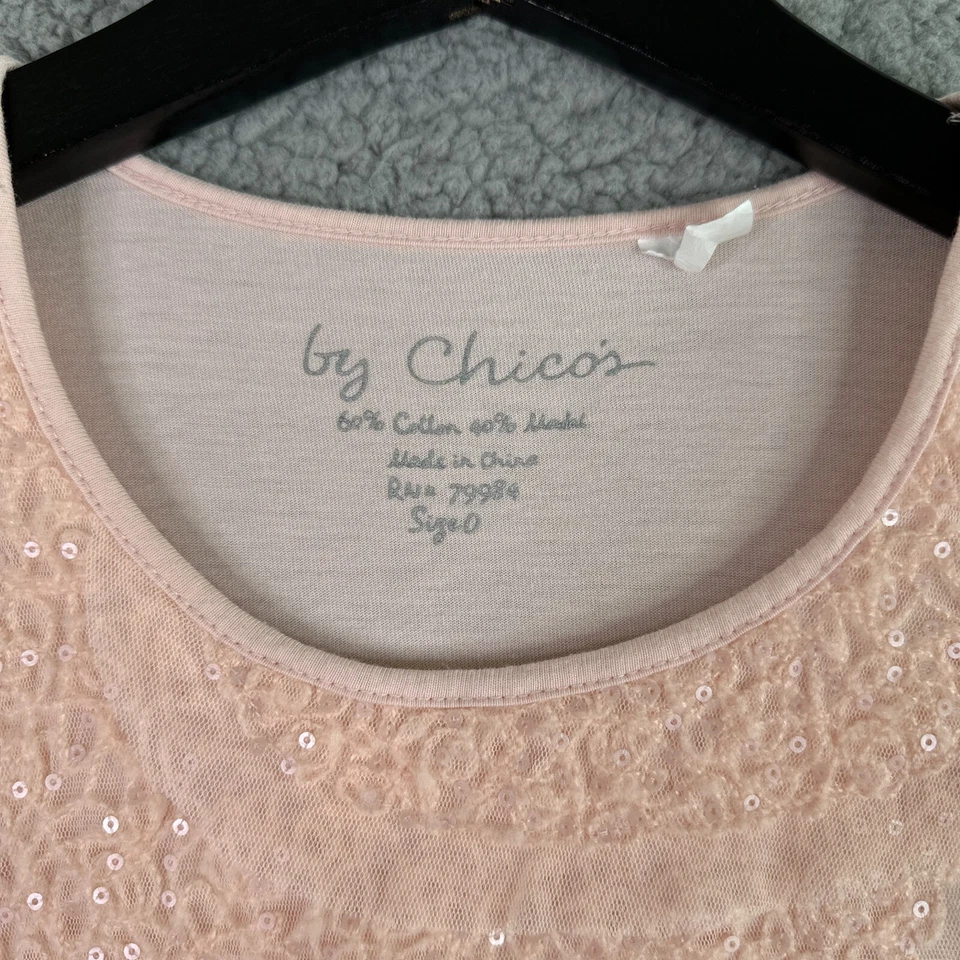 by Chico's
60% Cotton 40% Modal
Made in China
RN# 79984
Size 0